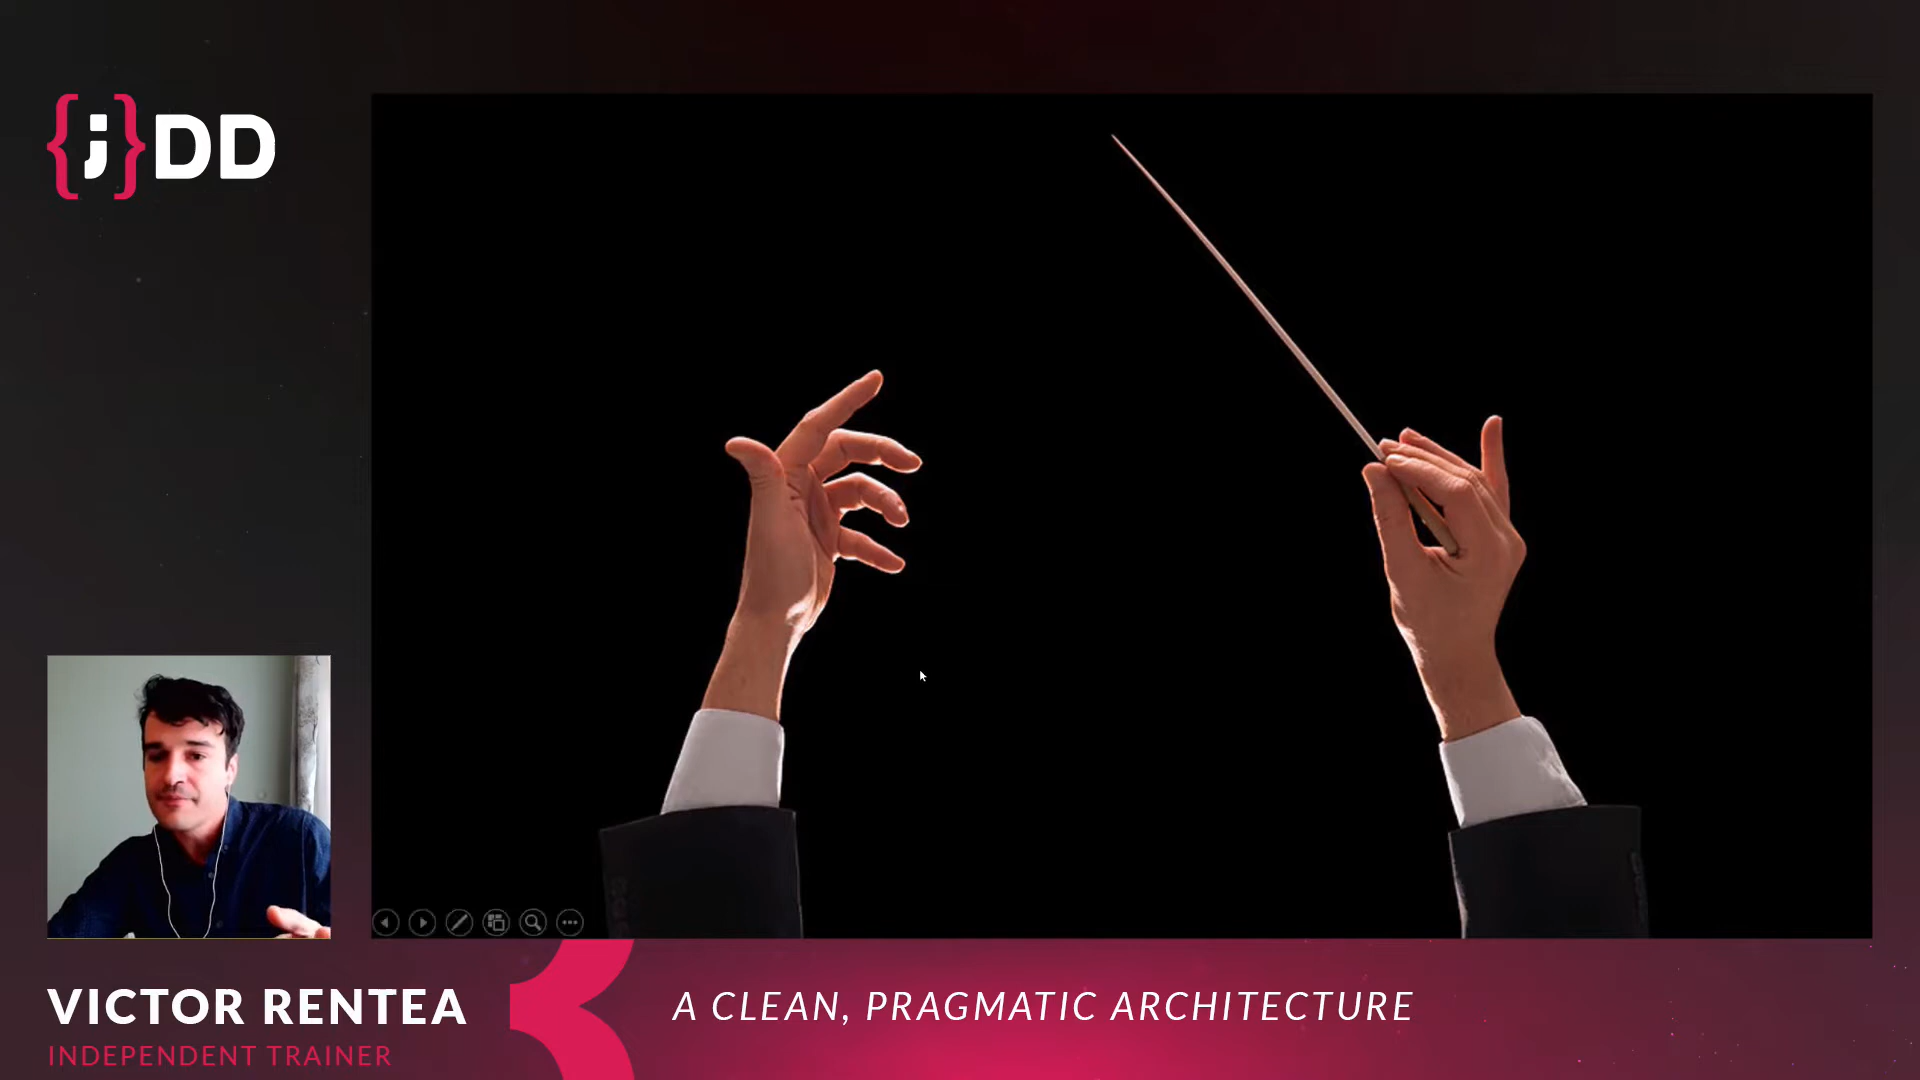 {;}DD
VICTOR RENTEA
INDEPENDENT TRAINER
A CLEAN, PRAGMATIC ARCHITECTURE